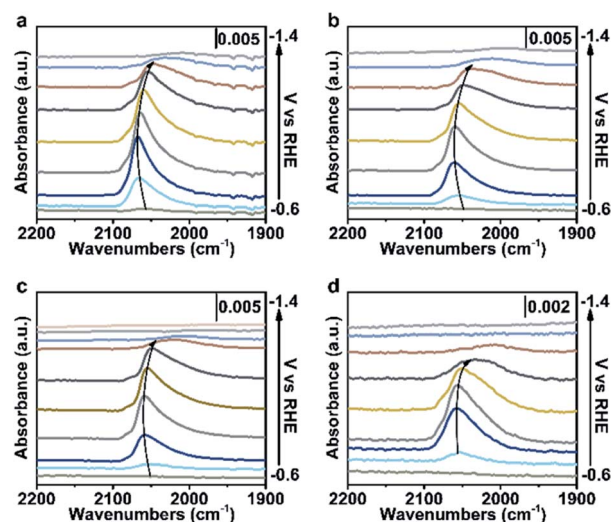 a
0.005
-1.4
Absorbance (a.u.)
V vs RHE
-0.6
2200 2100 2000 1900
Wavenumbers (cm⁻¹)
b
0.005
-1.4
Absorbance (a.u.)
V vs RHE
-0.6
2200 2100 2000 1900
Wavenumbers (cm⁻¹)
c
0.005
-1.4
Absorbance (a.u.)
V vs RHE
-0.6
2200 2100 2000 1900
Wavenumbers (cm⁻¹)
d
0.002
-1.4
Absorbance (a.u.)
V vs RHE
-0.6
2200 2100 2000 1900
Wavenumbers (cm⁻¹)